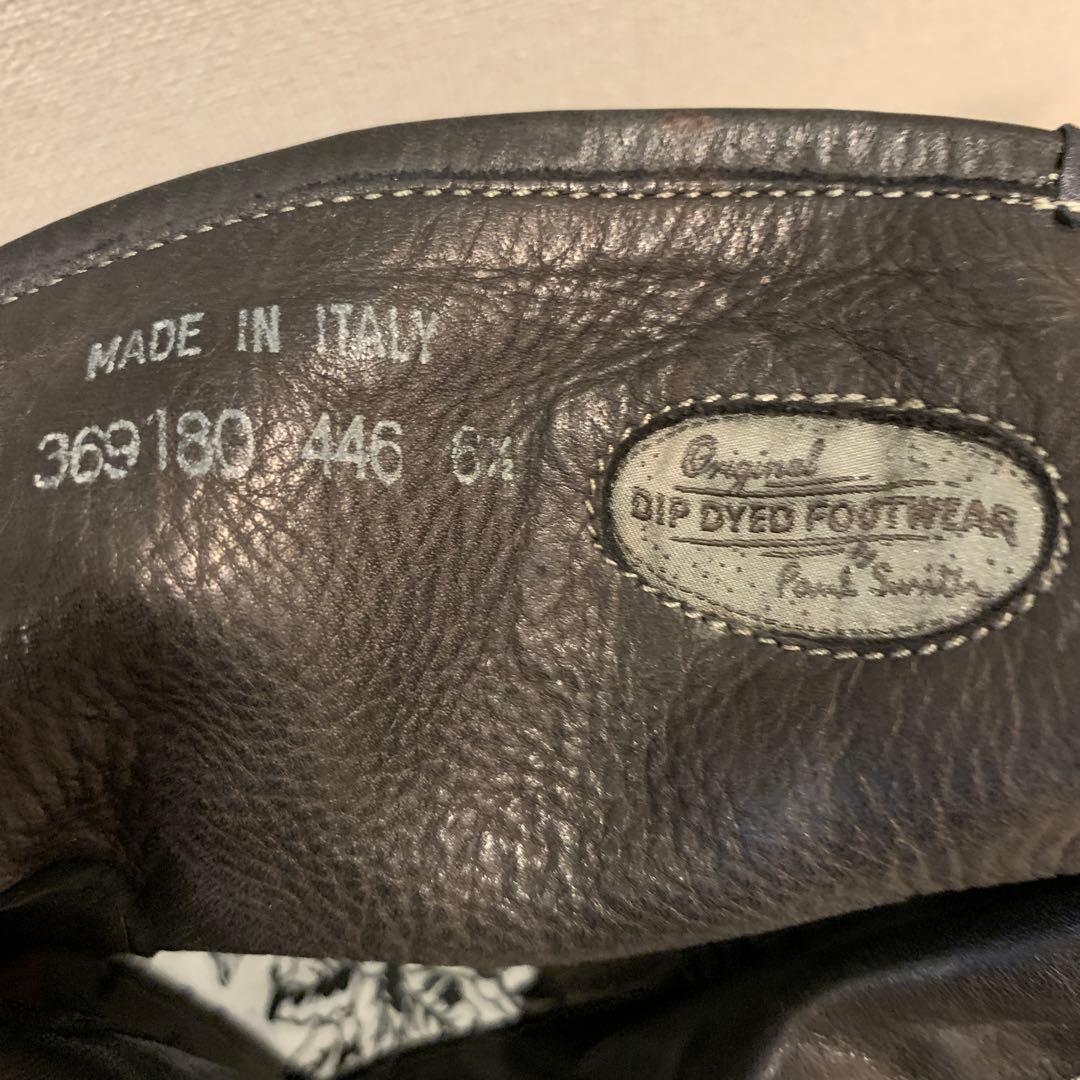 MADE IN ITALY
369180 446 6½
Original
DIP DYED FOOTWEAR
by
Paul Smith